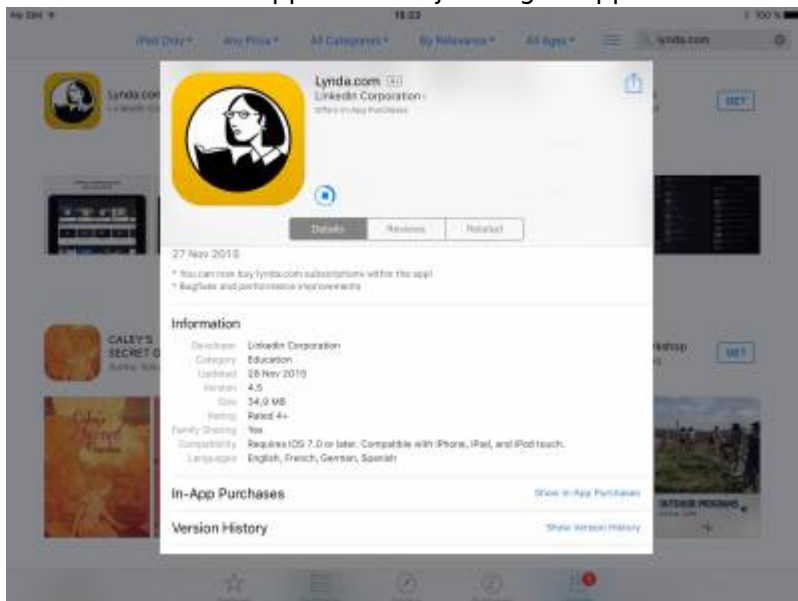 No SIM
100 %
iPad Only
Any Price
All Categories
By Relevance
All Ages
lynda.com
Lynda.com
GET
Lynda.com 4+
LinkedIn Corporation
Offers In-App Purchases
Details
Reviews
Related
27 Nov 2015
* You can now buy lynda.com subscriptions within the app!
* Bugfixes and performance improvements
Information
Developer LinkedIn Corporation
Category Education
Updated 28 Nov 2015
Version 4.5
Size 34,9 MB
Rating Rated 4+
Family Sharing Yes
Compatibility Requires iOS 7.0 or later. Compatible with iPhone, iPad, and iPod touch.
Languages English, French, German, Spanish
In-App Purchases Show In-App Purchases
Version History Show Version History
CALEY'S
SECRET
GET